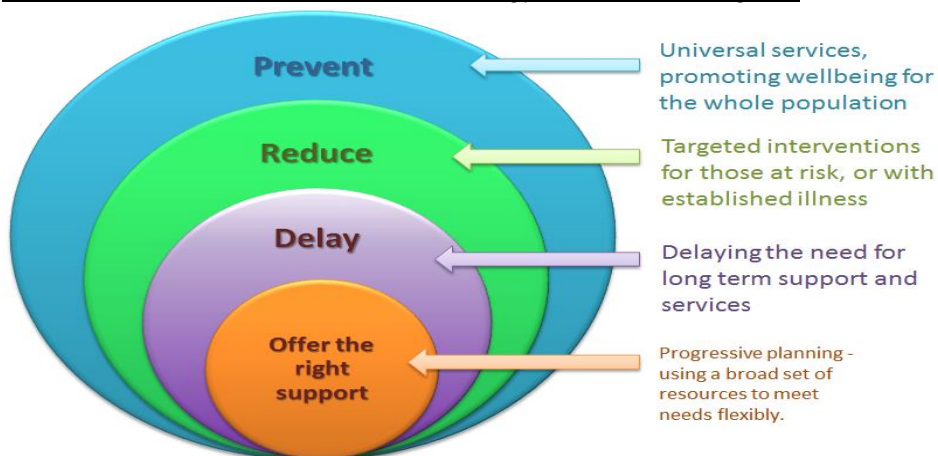 Prevent
Universal services,
promoting wellbeing for
the whole population
Reduce
Targeted interventions
for those at risk, or with
established illness
Delay
Delaying the need for
long term support and
services
Offer the
right
support
Progressive planning -
using a broad set of
resources to meet
needs flexibly.